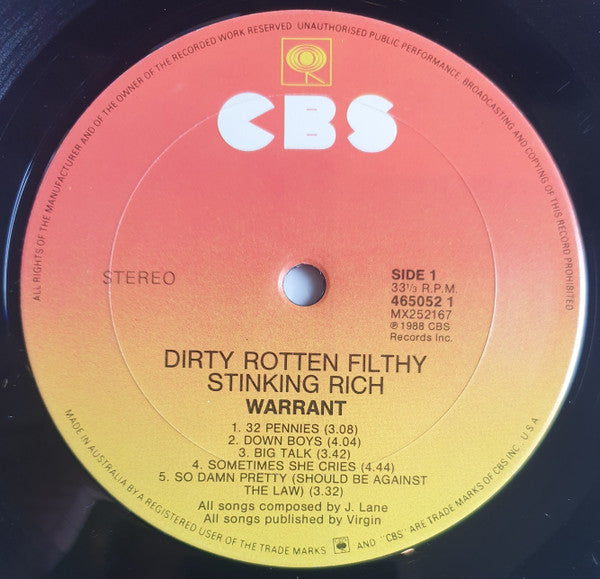 ALL RIGHTS OF THE MANUFACTURER AND OF THE OWNER OF THE RECORDED WORK RESERVED. UNAUTHORISED PUBLIC PERFORMANCE, BROADCASTING AND COPYING OF THIS RECORD PROHIBITED
CBS
STEREO
SIDE 1
33⅓ R.P.M.
465052 1
MX252167
℗ 1988 CBS
Records Inc.
DIRTY ROTTEN FILTHY
STINKING RICH
WARRANT
1. 32 PENNIES (3.08)
2. DOWN BOYS (4.04)
3. BIG TALK (3.42)
4. SOMETIMES SHE CRIES (4.44)
5. SO DAMN PRETTY (SHOULD BE AGAINST
THE LAW) (3.32)
All songs composed by J. Lane
All songs published by Virgin
MADE IN AUSTRALIA BY A REGISTERED USER OF THE TRADE MARKS AND "CBS" ARE TRADE MARKS OF CBS INC. U.S.A